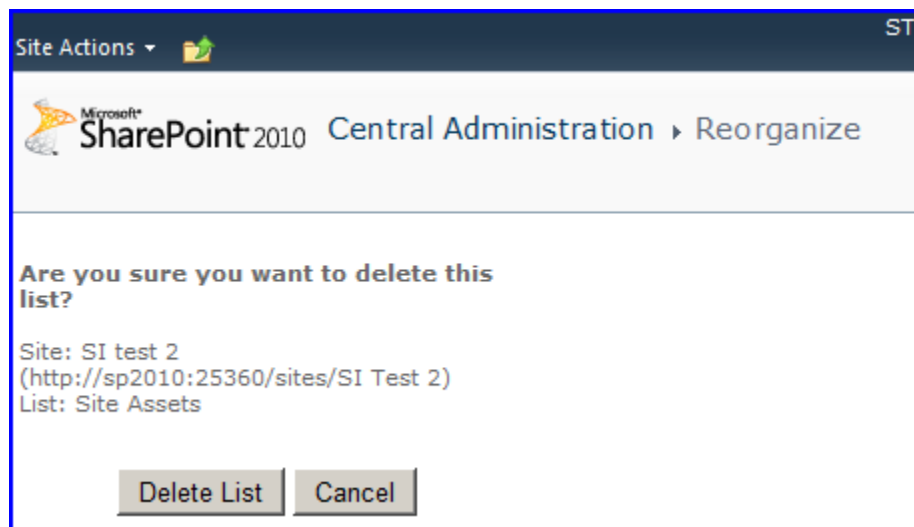 ST
Site Actions
Microsoft®
SharePoint 2010 Central Administration ▸ Reorganize
Are you sure you want to delete this
list?
Site: SI test 2
(http://sp2010:25360/sites/SI Test 2)
List: Site Assets
Delete List Cancel